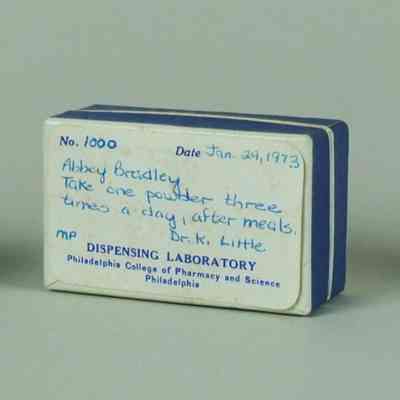 No. 1000 Date Jan. 29, 1973
Abbey Bradley
Take one powder three
times a day, after meals.
Dr. K. Little
MP
DISPENSING LABORATORY
Philadelphia College of Pharmacy and Science
Philadelphia